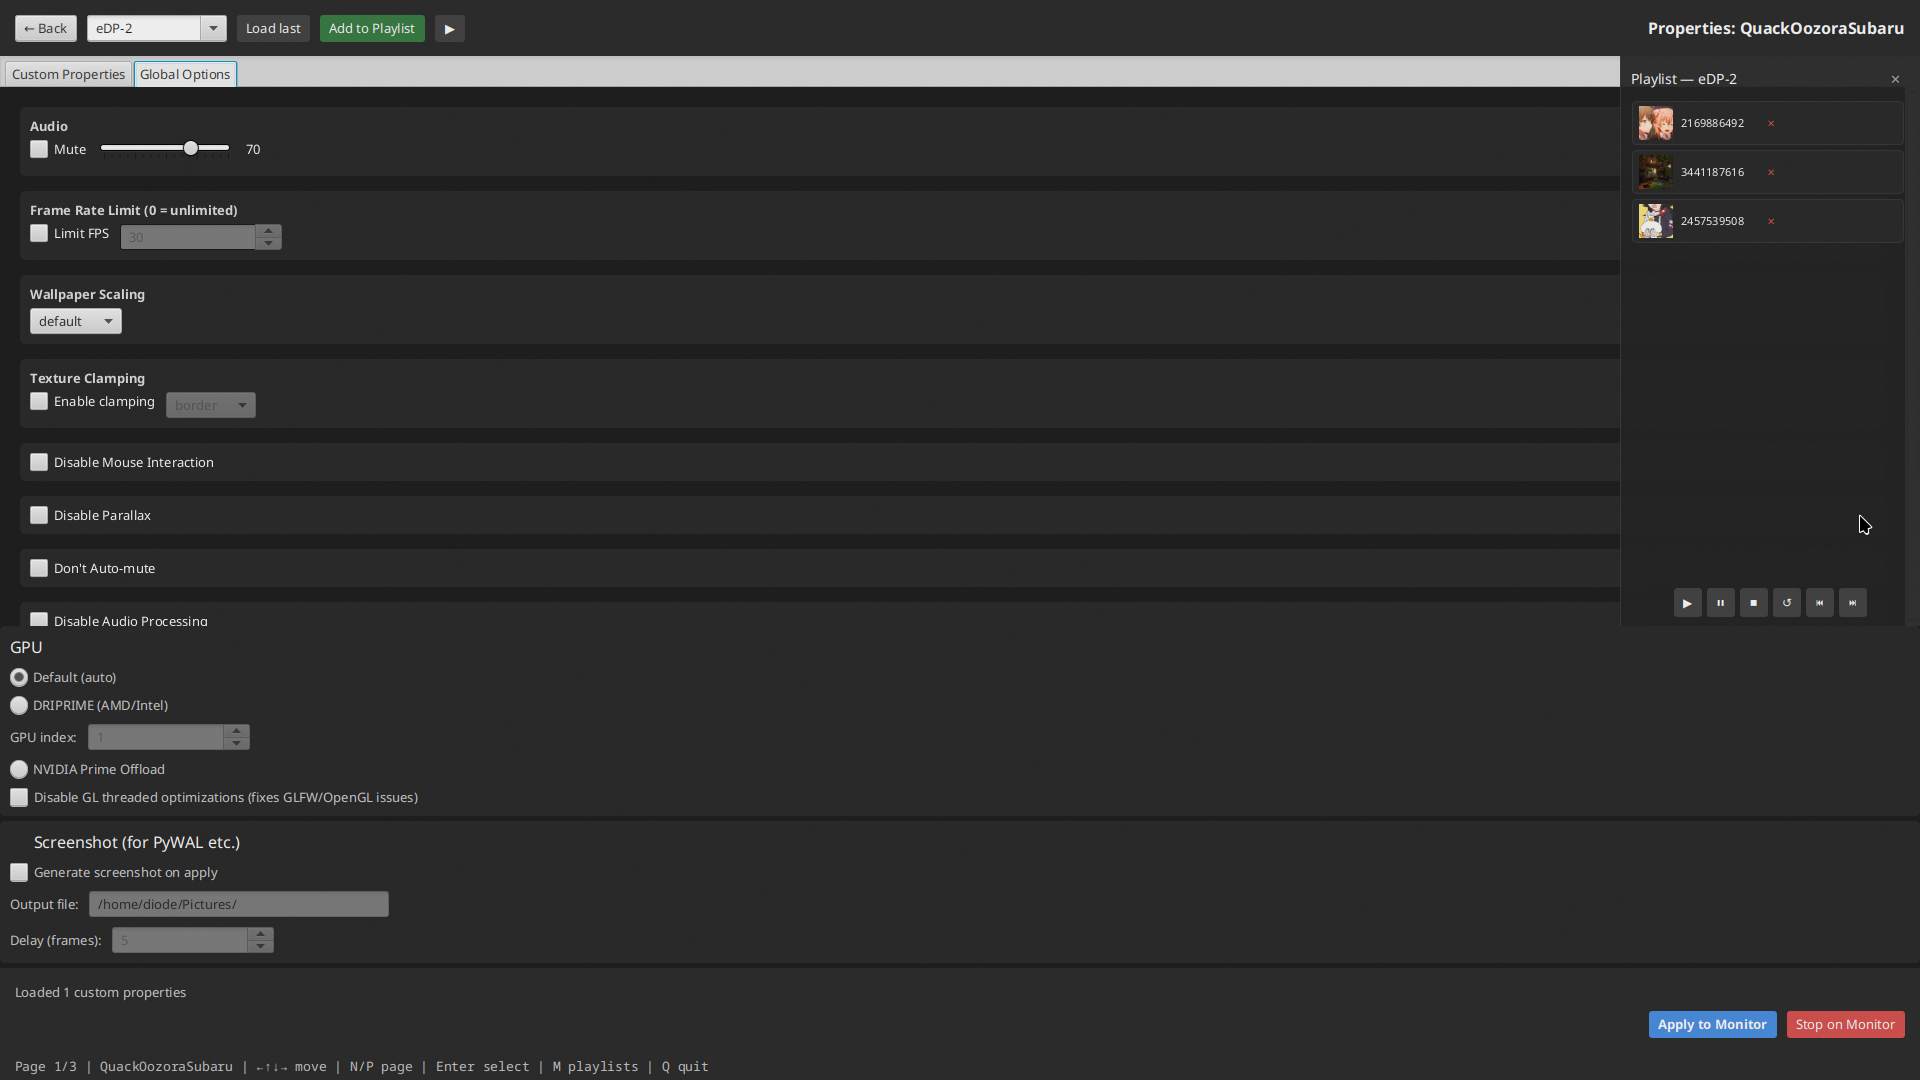 ← Back eDP-2 Load last Add to Playlist ▶ Properties: QuackOozoraSubaru
Custom Properties Global Options
Playlist — eDP-2 ×
Audio
Mute 70
Frame Rate Limit (0 = unlimited)
Limit FPS 30
Wallpaper Scaling
default
Texture Clamping
Enable clamping border
Disable Mouse Interaction
Disable Parallax
Don't Auto-mute
Disable Audio Processing
2169886492 ×
3441187616 ×
2457539508 ×
GPU
Default (auto)
DRIPRIME (AMD/Intel)
GPU index: 1
NVIDIA Prime Offload
Disable GL threaded optimizations (fixes GLFW/OpenGL issues)
Screenshot (for PyWAL etc.)
Generate screenshot on apply
Output file: /home/diode/Pictures/
Delay (frames): 5
Loaded 1 custom properties
Apply to Monitor Stop on Monitor
Page 1/3 | QuackOozoraSubaru | ←↑↓→ move | N/P page | Enter select | M playlists | Q quit